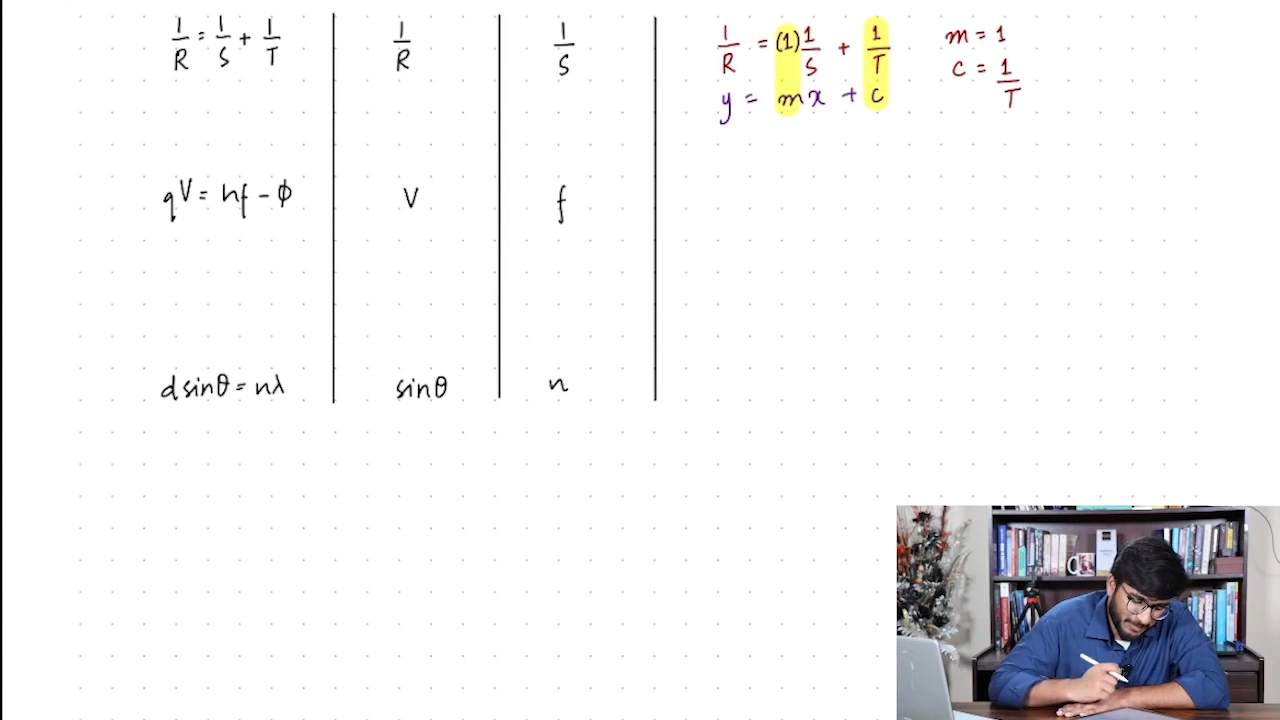 1/R = 1/S + 1/T | 1/R | 1/S | 1/R = (1) 1/S + 1/T  m = 1
y = mx + c  c = 1/T
qV = hf - ϕ | V | f
d sinθ = nλ | sinθ | n